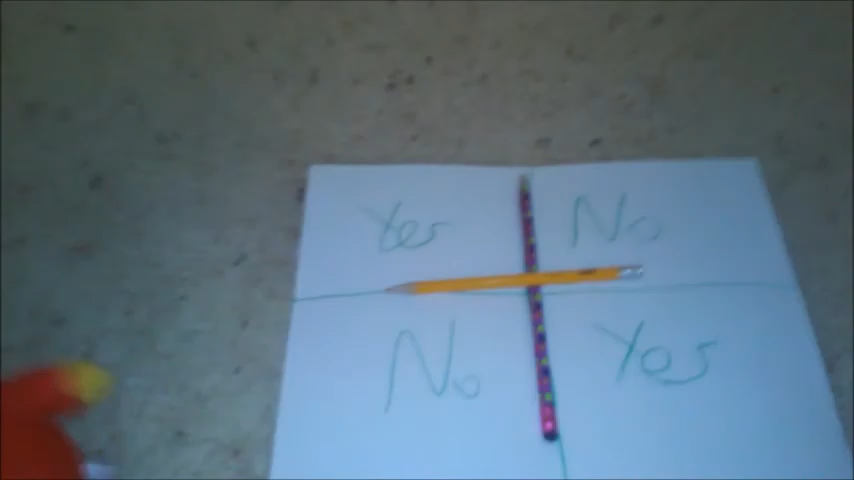 Yes No
No Yes